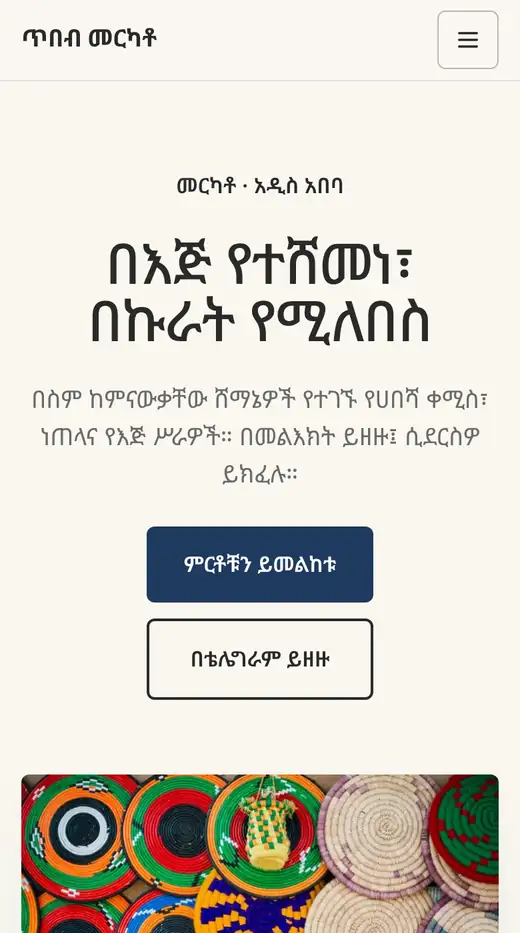 ጥበብ መርካቶ
መርካቶ · አዲስ አበባ
በእጅ የተሸመነ፣
በኩራት የሚለበስ
በስም ከምናውቃቸው ሸማኔዎች የተገኙ የሀበሻ ቀሚስ፣
ነጠላና የእጅ ሥራዎች። በመልእክት ይዘዙ፤ ሲደርስዎ
ይክፈሉ።
ምርቶቹን ይመልከቱ
በቴሌግራም ይዘዙ